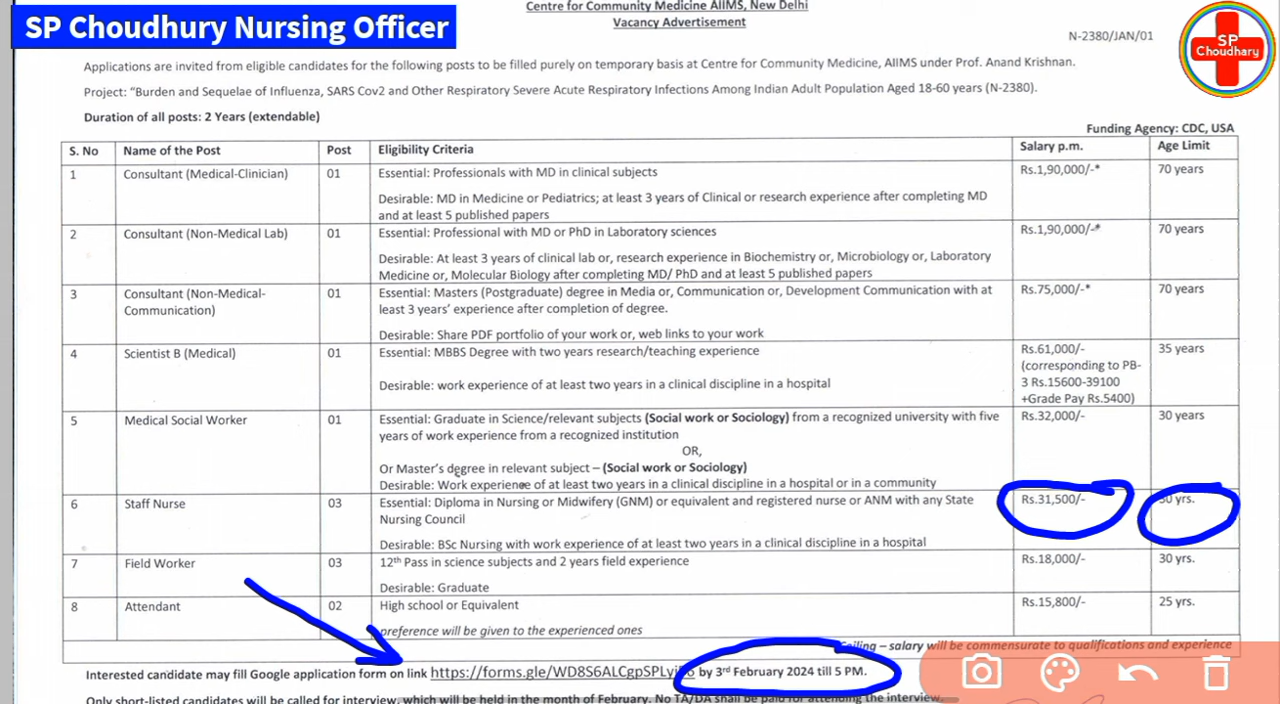 Centre for Community Medicine AIIMS, New Delhi
SP Choudhury Nursing Officer
Vacancy Advertisement
N-2380/JAN/01
SP
Choudhary
Applications are invited from eligible candidates for the following posts to be filled purely on temporary basis at Centre for Community Medicine, AIIMS under Prof. Anand Krishnan.
Project: "Burden and Sequelae of Influenza, SARS Cov2 and Other Respiratory Severe Acute Respiratory Infections Among Indian Adult Population Aged 18-60 years (N-2380).
Duration of all posts: 2 Years (extendable)
Funding Agency: CDC, USA
S. No Name of the Post Post Eligibility Criteria Salary p.m. Age Limit
1 Consultant (Medical-Clinician) 01 Essential: Professionals with MD in clinical subjects Rs.1,90,000/-* 70 years
Desirable: MD in Medicine or Pediatrics; at least 3 years of Clinical or research experience after completing MD
and at least 5 published papers
2 Consultant (Non-Medical Lab) 01 Essential: Professional with MD or PhD in Laboratory sciences Rs.1,90,000/-* 70 years
Desirable: At least 3 years of clinical lab or, research experience in Biochemistry or, Microbiology or, Laboratory
Medicine or, Molecular Biology after completing MD/ PhD and at least 5 published papers
3 Consultant (Non-Medical- 01 Essential: Masters (Postgraduate) degree in Media or, Communication or, Development Communication with at Rs.75,000/-* 70 years
Communication) least 3 years' experience after completion of degree.
Desirable: Share PDF portfolio of your work or, web links to your work
4 Scientist B (Medical) 01 Essential: MBBS Degree with two years research/teaching experience Rs.61,000/- 35 years
(corresponding to PB-
Desirable: work experience of at least two years in a clinical discipline in a hospital 3 Rs.15600-39100
+Grade Pay Rs.5400)
5 Medical Social Worker 01 Essential: Graduate in Science/relevant subjects (Social work or Sociology) from a recognized university with five Rs.32,000/- 30 years
years of work experience from a recognized institution
OR,
Or Master's degree in relevant subject – (Social work or Sociology)
Desirable: Work experience of at least two years in a clinical discipline in a hospital or in a community
6 Staff Nurse 03 Essential: Diploma in Nursing or Midwifery (GNM) or equivalent and registered nurse or ANM with any State Rs.31,500/- yrs.
Nursing Council
Desirable: BSc Nursing with work experience of at least two years in a clinical discipline in a hospital
7 Field Worker 03 12th Pass in science subjects and 2 years field experience Rs.18,000/- 30 yrs.
Desirable: Graduate
8 Attendant 02 High school or Equivalent Rs.15,800/- 25 yrs.
preference will be given to the experienced ones
– salary will be commensurate to qualifications and experience
Interested candidate may fill Google application form on link by 3rd February 2024 till 5 PM.
Only short-listed candidates will be called for interview, which will be held in the month of February. No TA/DA shall be paid for attending the interview.